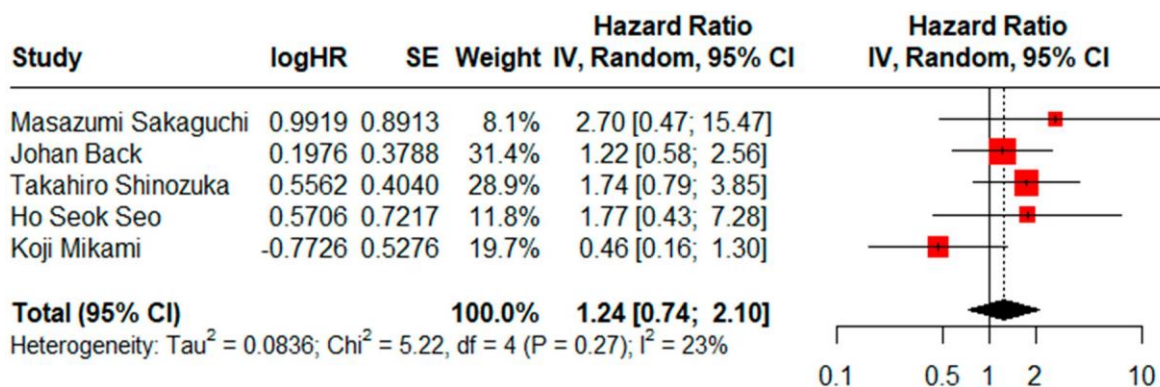 Hazard Ratio Hazard Ratio
Study logHR SE Weight IV, Random, 95% CI IV, Random, 95% CI
Masazumi Sakaguchi 0.9919 0.8913 8.1% 2.70 [0.47; 15.47]
Johan Back 0.1976 0.3788 31.4% 1.22 [0.58; 2.56]
Takahiro Shinozuka 0.5562 0.4040 28.9% 1.74 [0.79; 3.85]
Ho Seok Seo 0.5706 0.7217 11.8% 1.77 [0.43; 7.28]
Koji Mikami -0.7726 0.5276 19.7% 0.46 [0.16; 1.30]
Total (95% CI) 100.0% 1.24 [0.74; 2.10]
Heterogeneity: Tau² = 0.0836; Chi² = 5.22, df = 4 (P = 0.27); I² = 23%
0.1 0.5 1 2 10